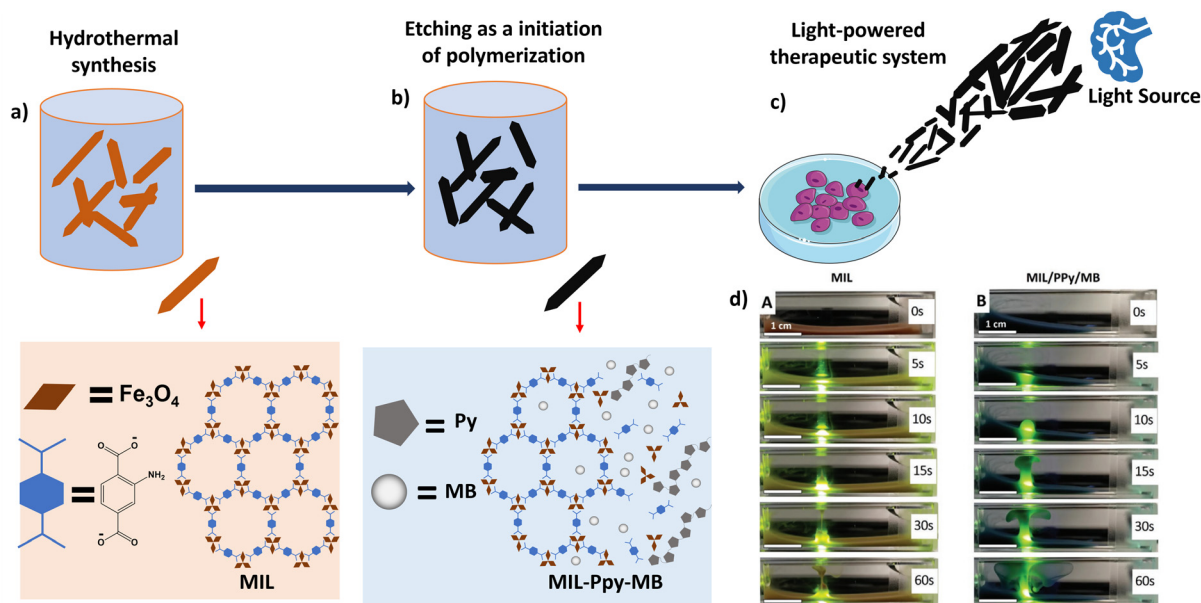 Hydrothermal
synthesis
a)
Etching as a initiation
of polymerization
b)
Light-powered
therapeutic system
c)
Light Source
= Fe₃O₄
=
O
O⁻
NH₂
O⁻
O
MIL
= Py
= MB
MIL-Ppy-MB
d)
MIL
A
0s
1 cm
5s
10s
15s
30s
60s
MIL/PPy/MB
B
0s
1 cm
5s
10s
15s
30s
60s